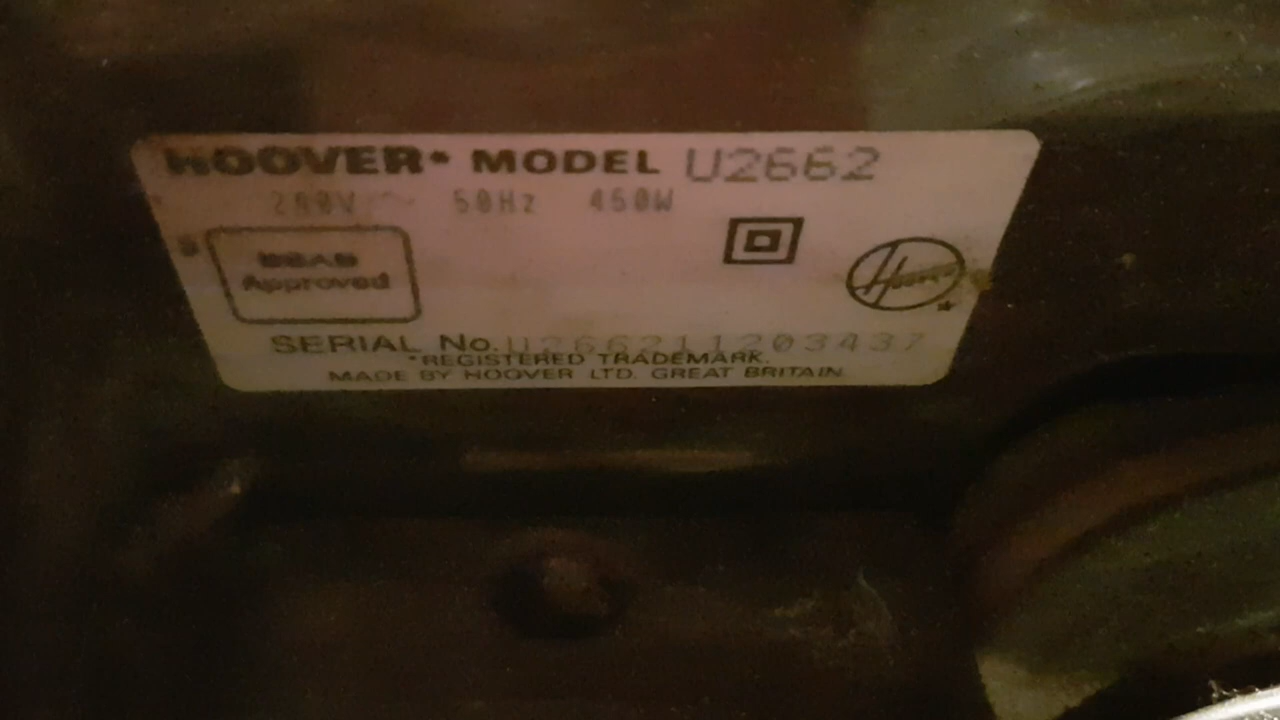 HOOVER* MODEL U2662
240V ~ 50Hz 450W
BEAB
Approved
Hoover
*
SERIAL No. U266211203437
*REGISTERED TRADEMARK.
MADE BY HOOVER LTD. GREAT BRITAIN